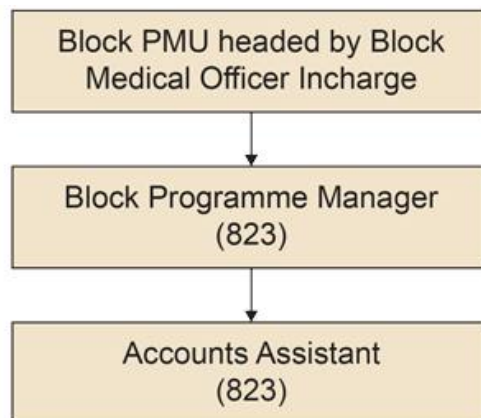 Block PMU headed by Block
Medical Officer Incharge
Block Programme Manager
(823)
Accounts Assistant
(823)